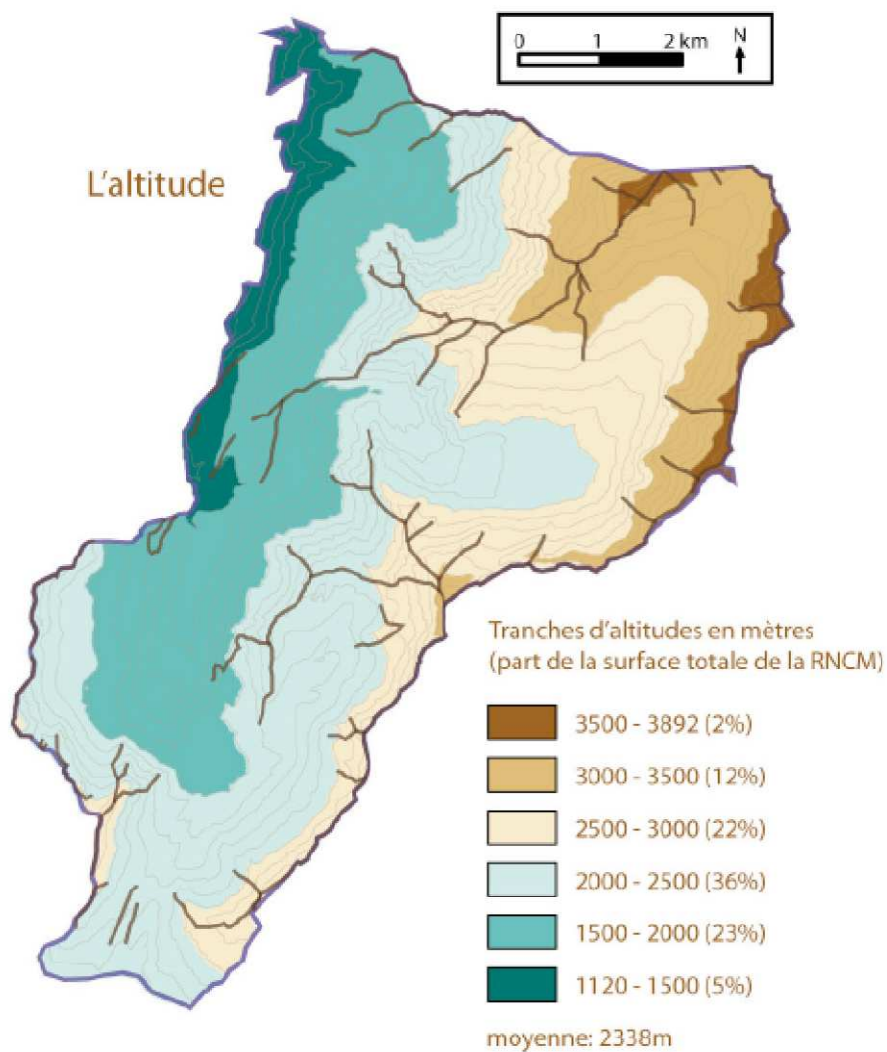 0 1 2 km N
L'altitude
Tranches d'altitudes en mètres
(part de la surface totale de la RNCM)
3500 - 3892 (2%)
3000 - 3500 (12%)
2500 - 3000 (22%)
2000 - 2500 (36%)
1500 - 2000 (23%)
1120 - 1500 (5%)
moyenne: 2338m